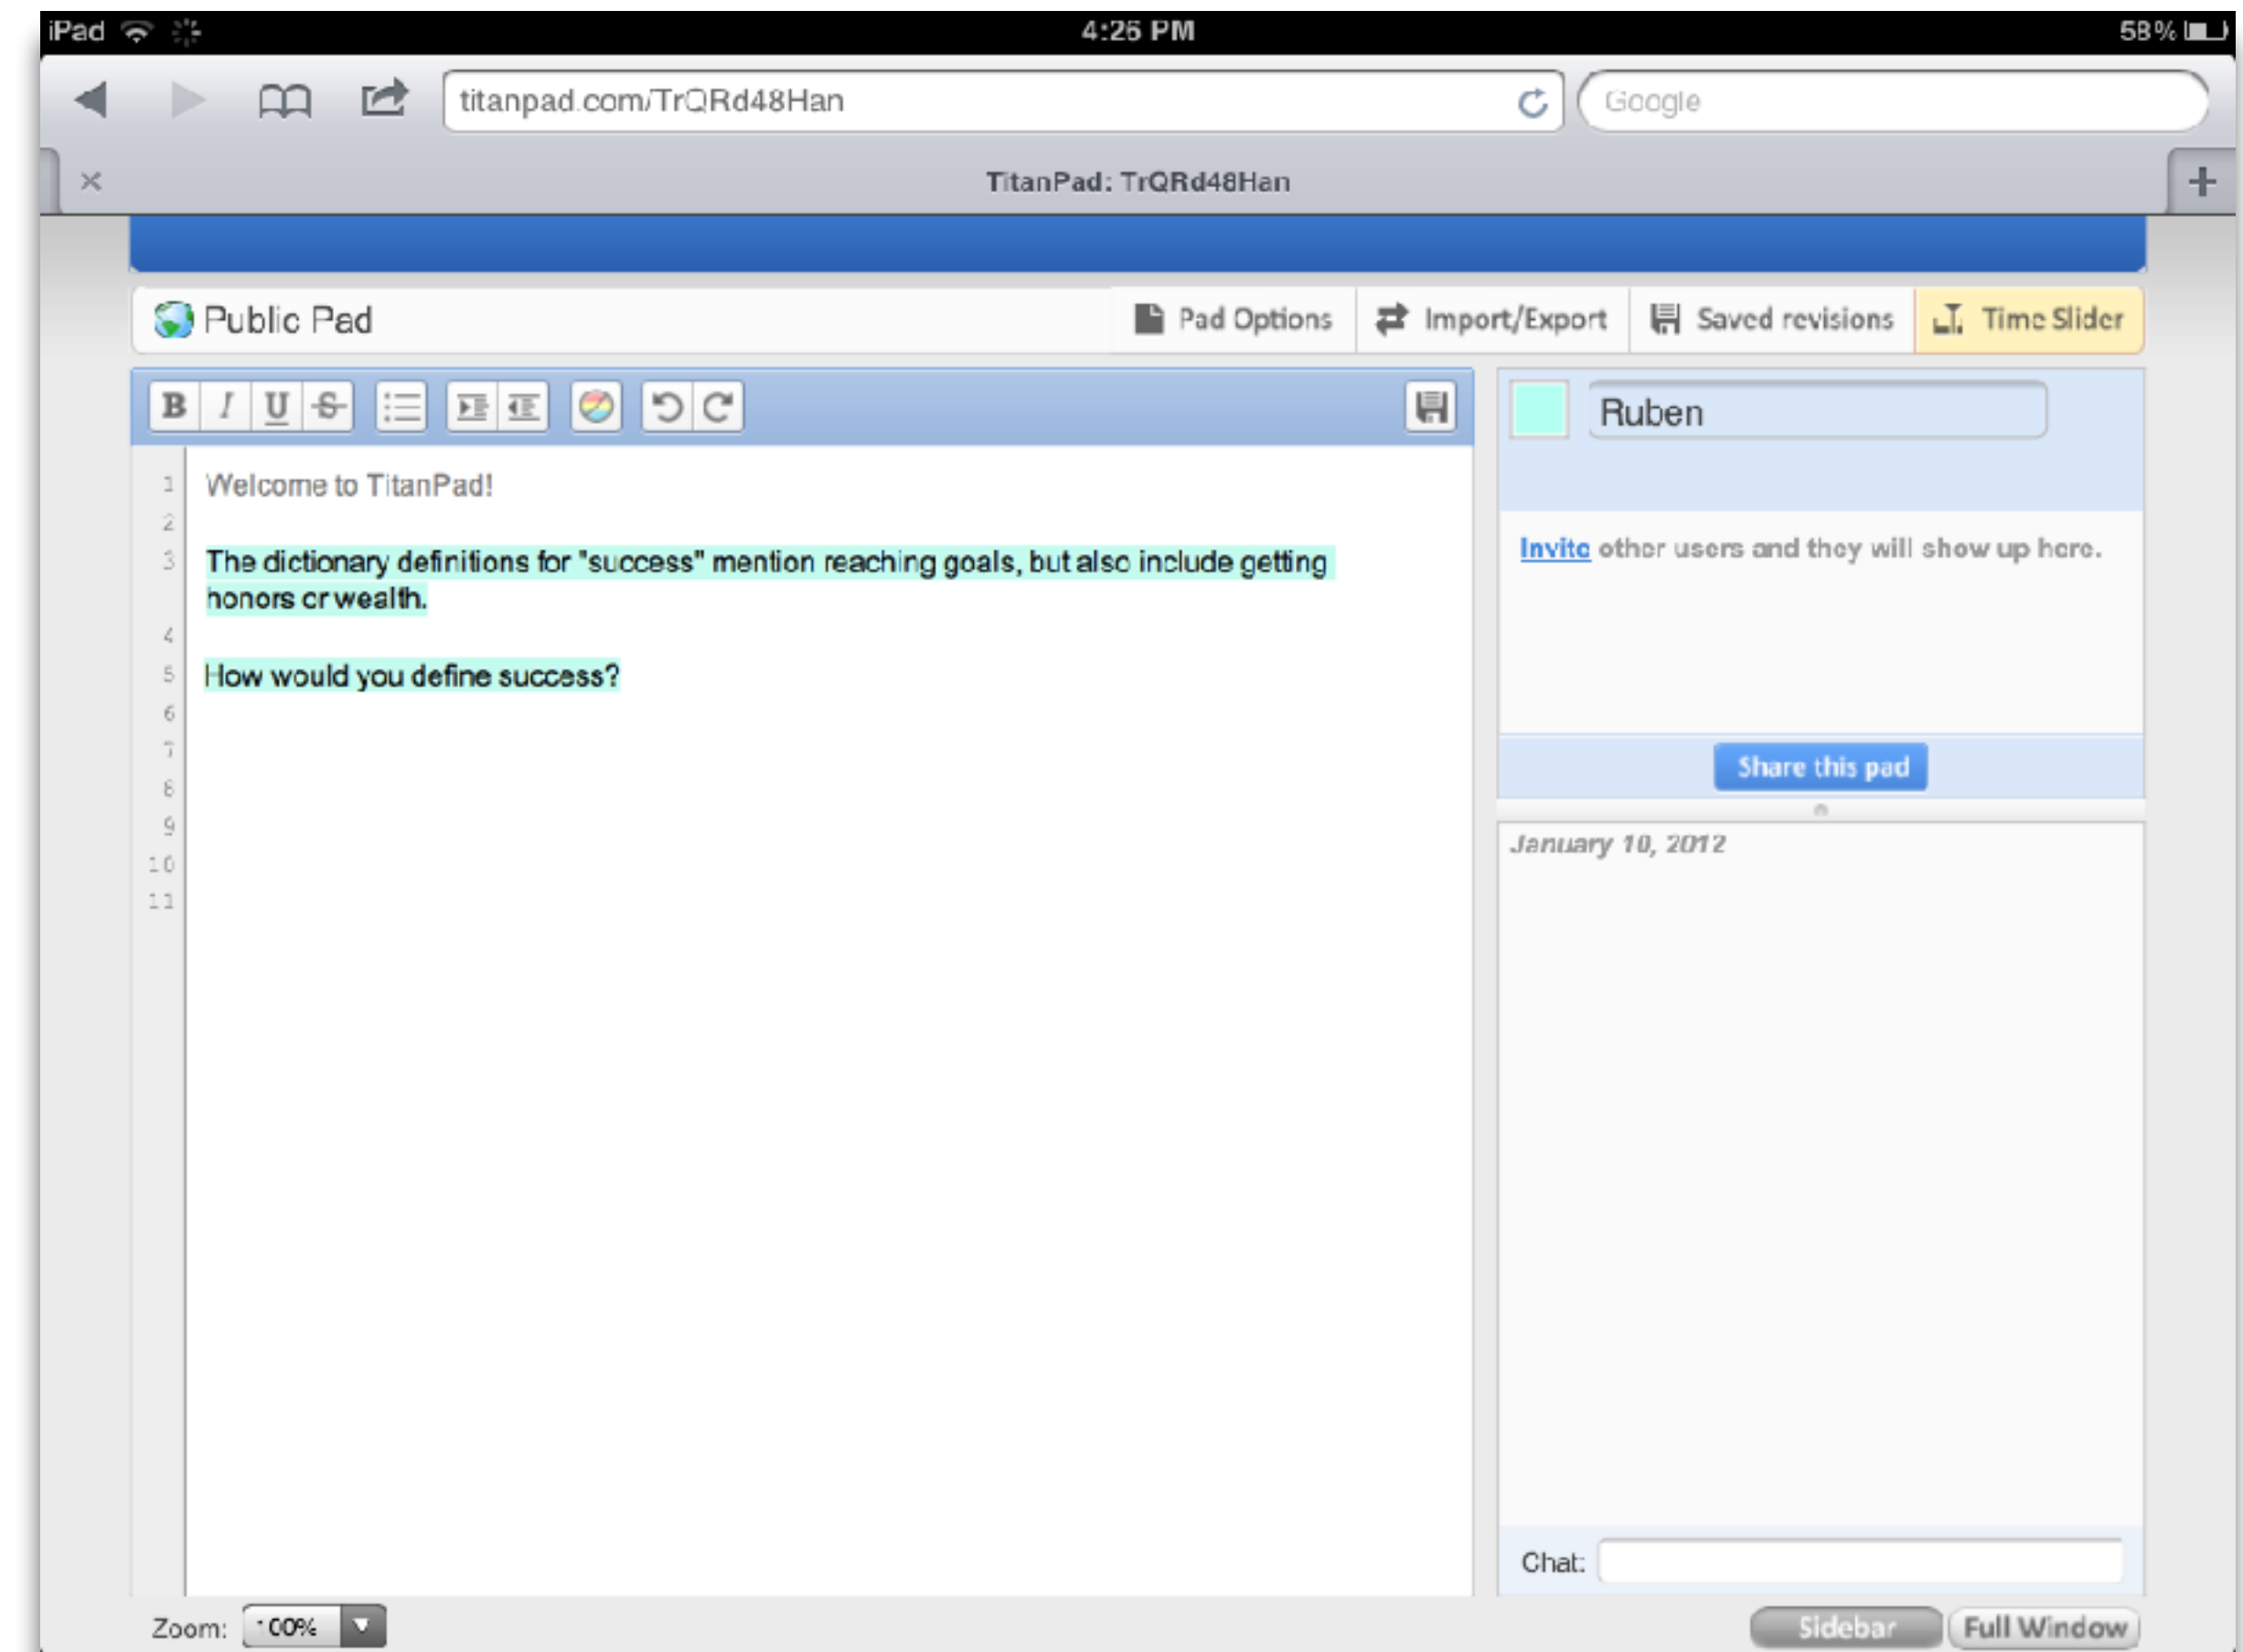 iPad 4:26 PM 58%
titanpad.com/TrQRd48Han Google
TitanPad: TrQRd48Han
Public Pad Pad Options Import/Export Saved revisions Time Slider
B I U S
Ruben
1 Welcome to TitanPad!
2
3 The dictionary definitions for "success" mention reaching goals, but also include getting
honors or wealth.
4
5 How would you define success?
6
7
8
9
10
11
Invite other users and they will show up here.
Share this pad
January 10, 2012
Chat:
Zoom: 100% Sidebar Full Window